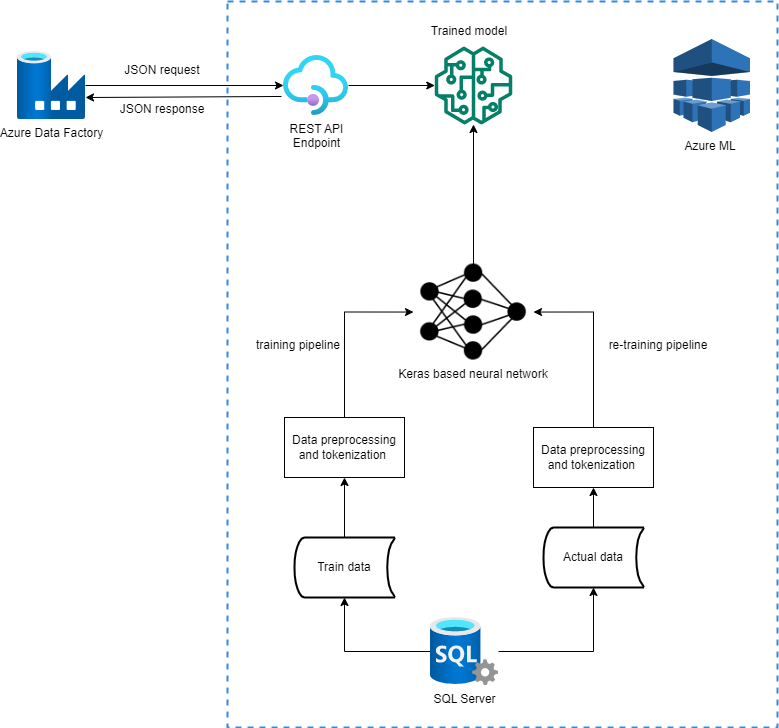 Trained model
JSON request
JSON response
Azure Data Factory
REST API
Endpoint
Azure ML
training pipeline
re-training pipeline
Keras based neural network
Data preprocessing
and tokenization
Data preprocessing
and tokenization
Train data
Actual data
SQL
SQL Server